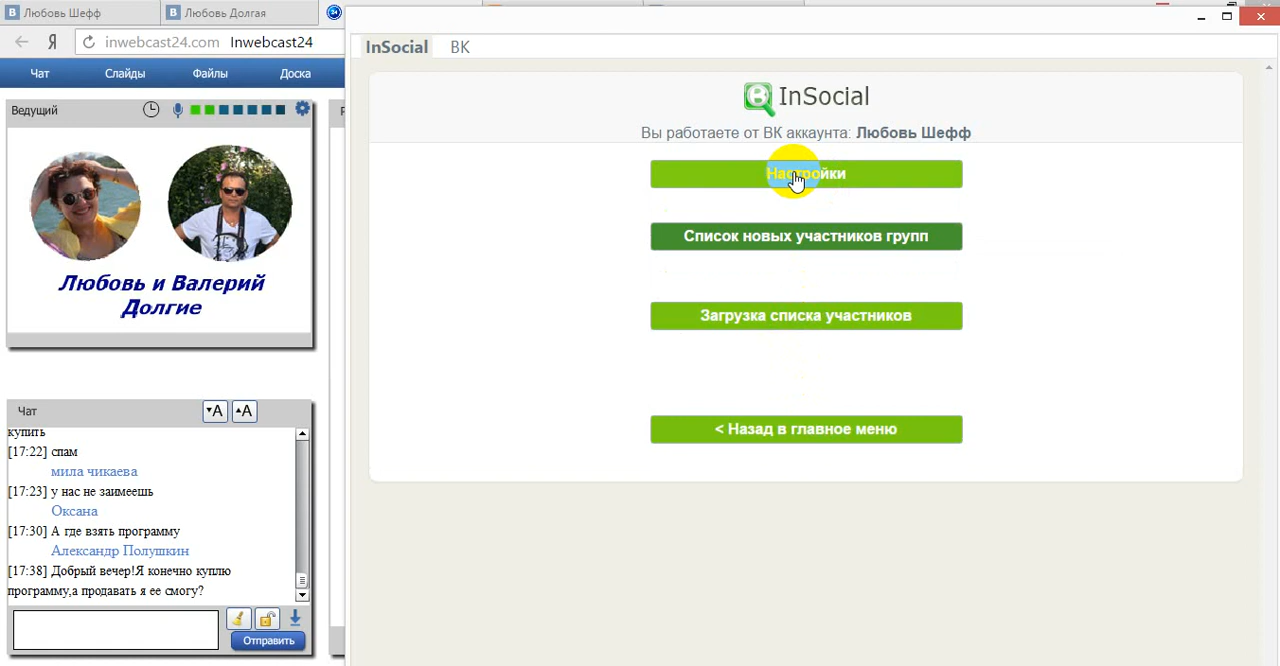 Любовь Шефф
Любовь Долгая
24
Я
inwebcast24.com Inwebcast24
Чат Слайды Файлы Доска
Ведущий
Любовь и Валерий
Долгие
Чат
▾A ▴A
купить
[17:22] спам
мила чикаева
[17:23] у нас не заимеешь
Оксана
[17:30] А где взять программу
Александр Полушкин
[17:38] Добрый вечер!Я конечно куплю
программу,а продавать я ее смогу?
Отправить
InSocial ВК
InSocial
Вы работаете от ВК аккаунта: Любовь Шефф
Настройки
Список новых участников групп
Загрузка списка участников
< Назад в главное меню